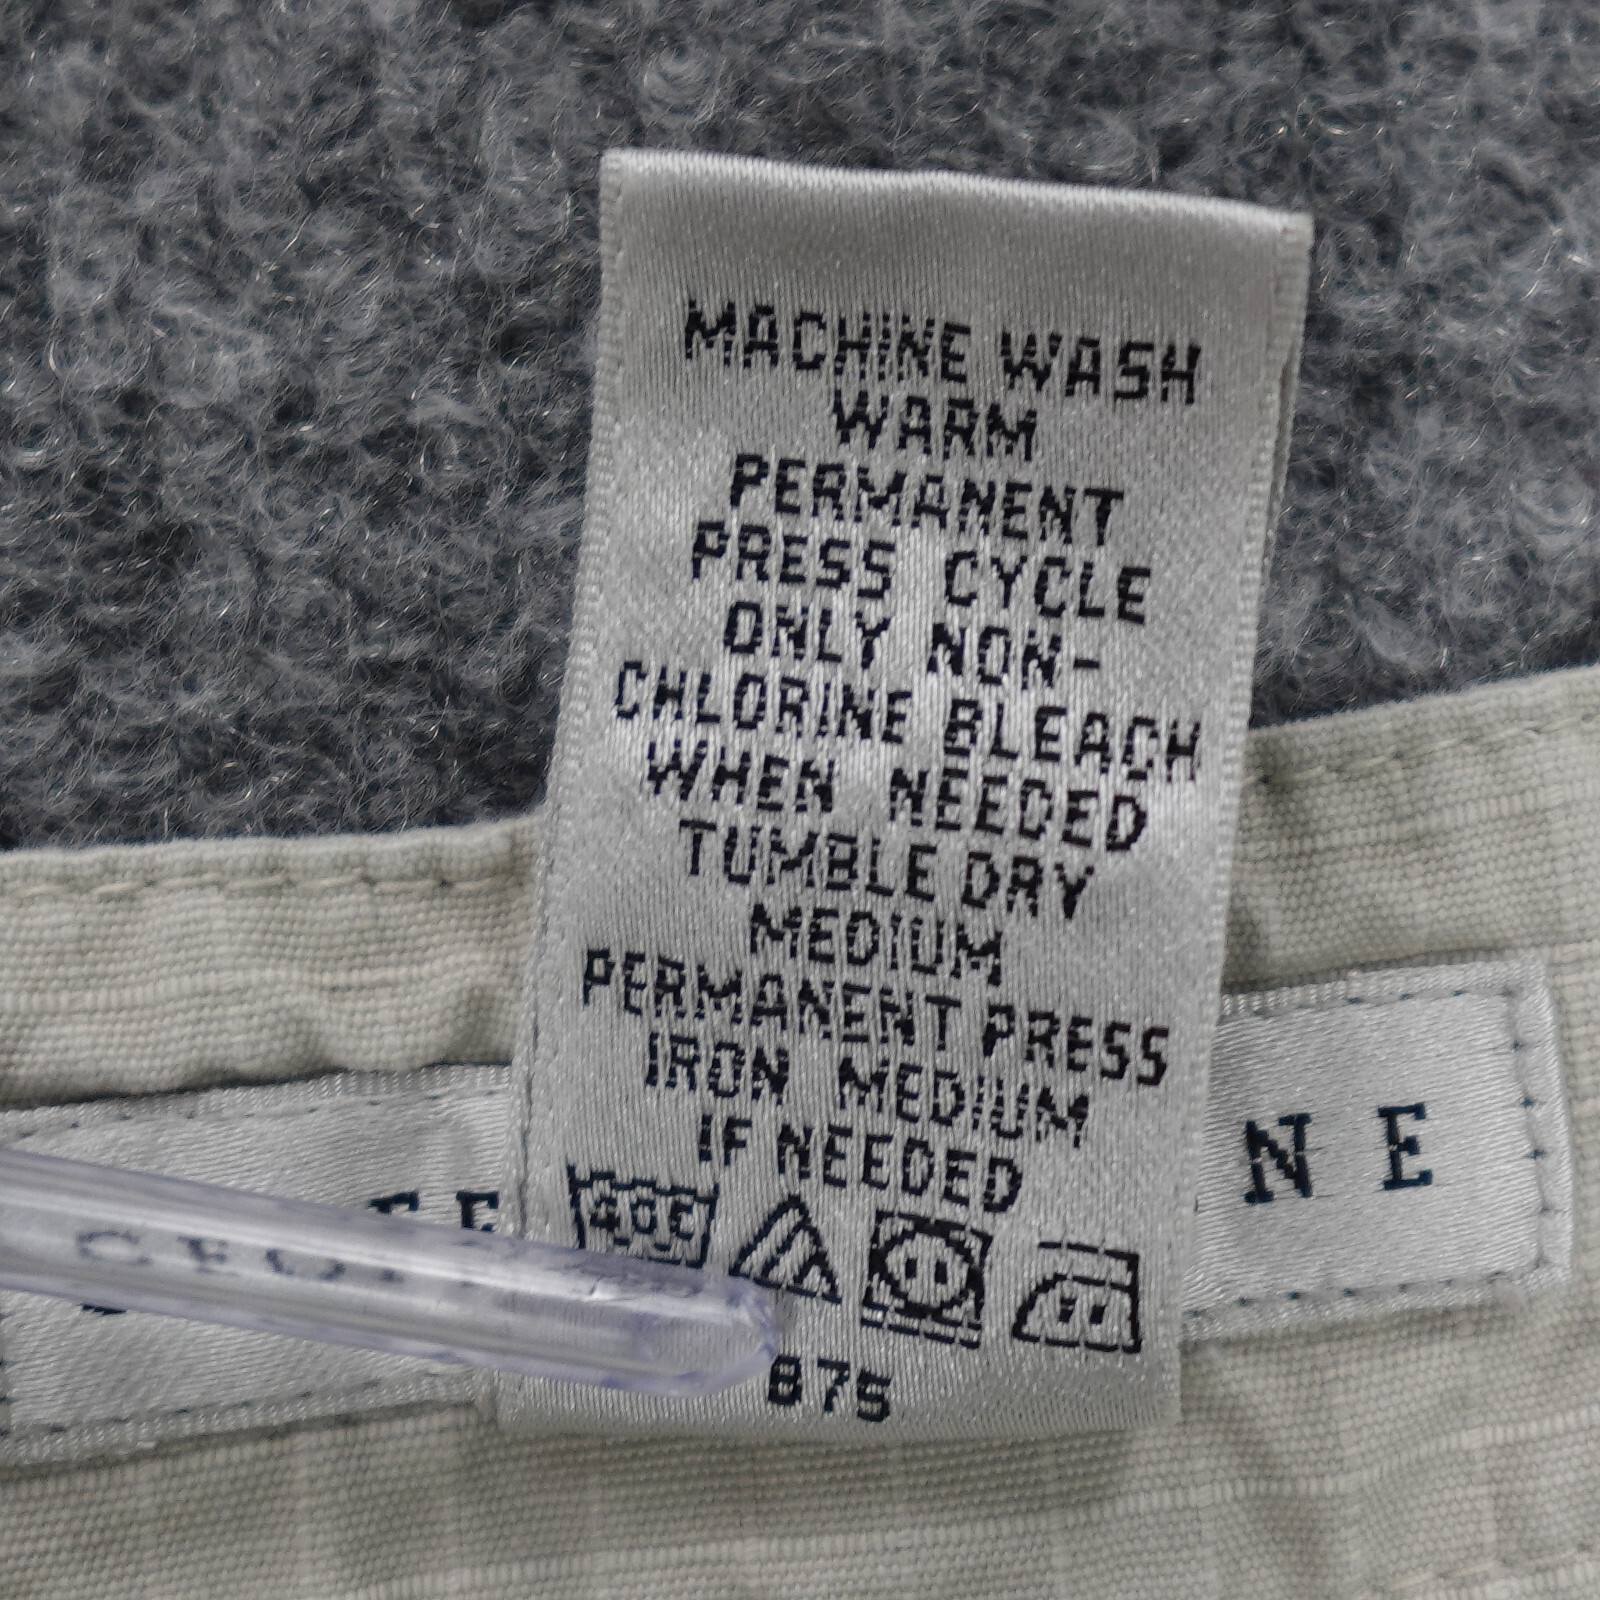 MACHINE WASH
WARM
PERMANENT
PRESS CYCLE
ONLY NON-
CHLORINE BLEACH
WHEN NEEDED
TUMBLE DRY
MEDIUM
PERMANENT PRESS
IRON MEDIUM
IF NEEDED
40C
875
NE